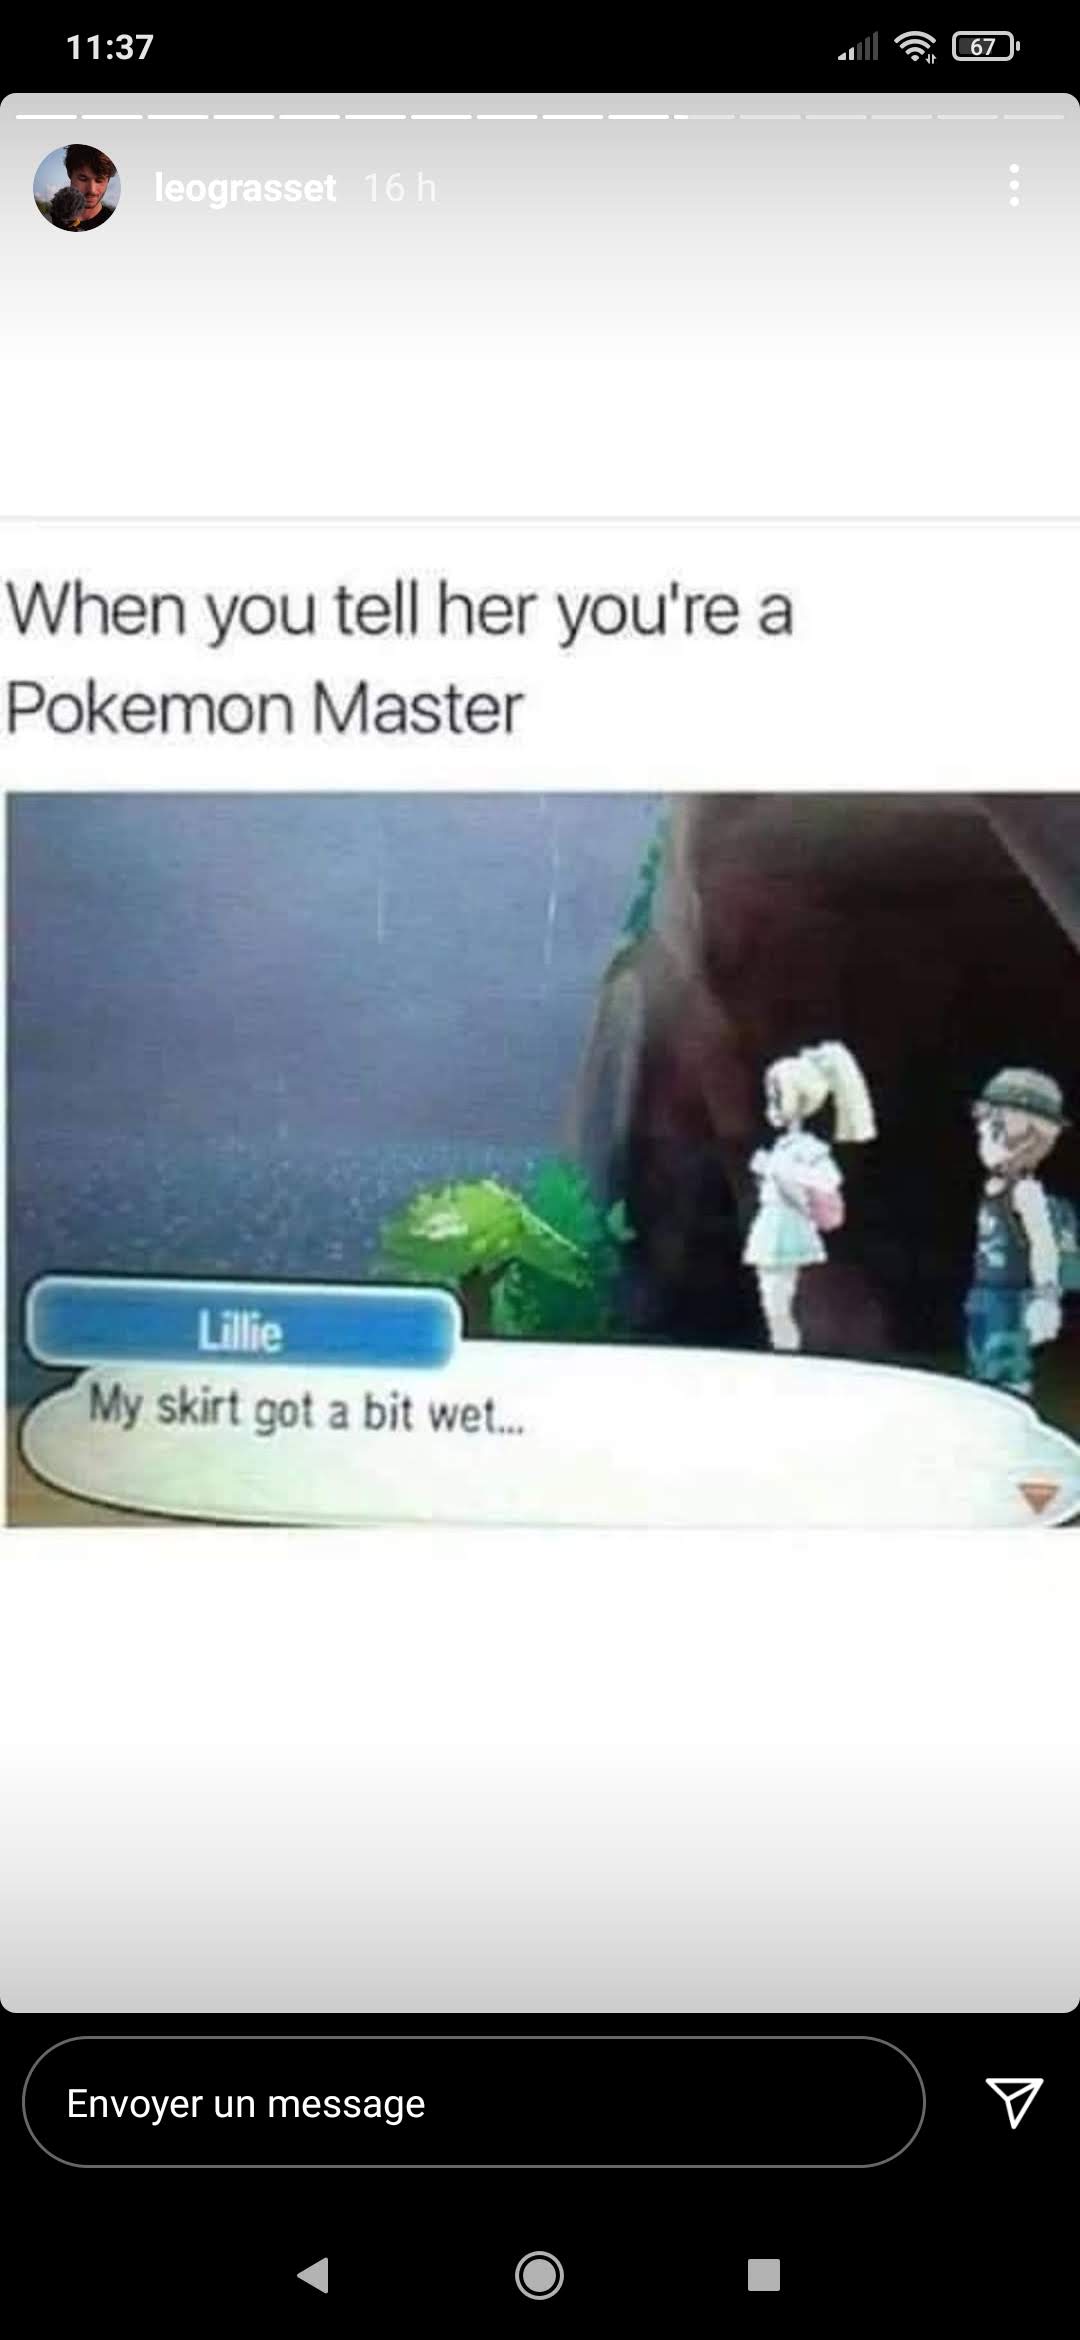 11:37
67
leograsset 16 h
When you tell her you're a
Pokemon Master
Lillie
My skirt got a bit wet...
Envoyer un message